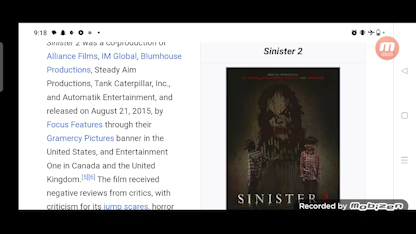 9:18
Sinister 2
Sinister 2 was a co-production of
Alliance Films, IM Global, Blumhouse
Productions, Steady Aim
Productions, Tank Caterpillar, Inc.,
and Automatik Entertainment, and
released on August 21, 2015, by
Focus Features through their
Gramercy Pictures banner in the
United States, and Entertainment
One in Canada and the United
Kingdom.[5][6] The film received
negative reviews from critics, with
criticism for its jump scares, horror
SINISTER 2
Recorded by Mobizen